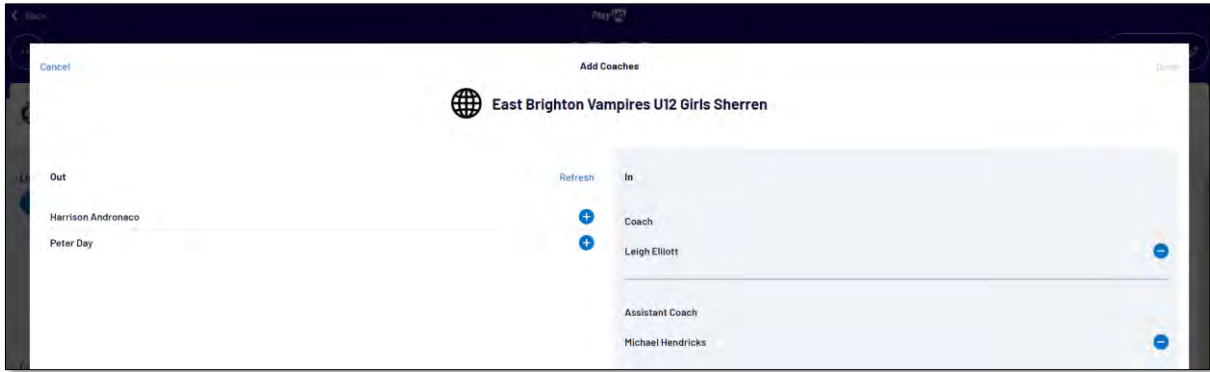 Back
Play HQ
Cancel
Add Coaches
Done
East Brighton Vampires U12 Girls Sherren
Out
Refresh
In
Harrison Andronaco
Coach
Peter Day
Leigh Elliott
Assistant Coach
Michael Hendricks